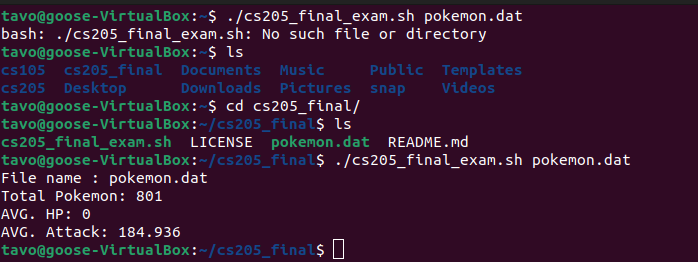 tavo@goose-VirtualBox:~$ ./cs205_final_exam.sh pokemon.dat
bash: ./cs205_final_exam.sh: No such file or directory
tavo@goose-VirtualBox:~$ ls
cs105  cs205_final  Documents  Music     Public  Templates
cs205  Desktop      Downloads  Pictures  snap    Videos
tavo@goose-VirtualBox:~$ cd cs205_final/
tavo@goose-VirtualBox:~/cs205_final$ ls
cs205_final_exam.sh  LICENSE  pokemon.dat  README.md
tavo@goose-VirtualBox:~/cs205_final$ ./cs205_final_exam.sh pokemon.dat
File name : pokemon.dat
Total Pokemon: 801
AVG. HP: 0
AVG. Attack: 184.936
tavo@goose-VirtualBox:~/cs205_final$